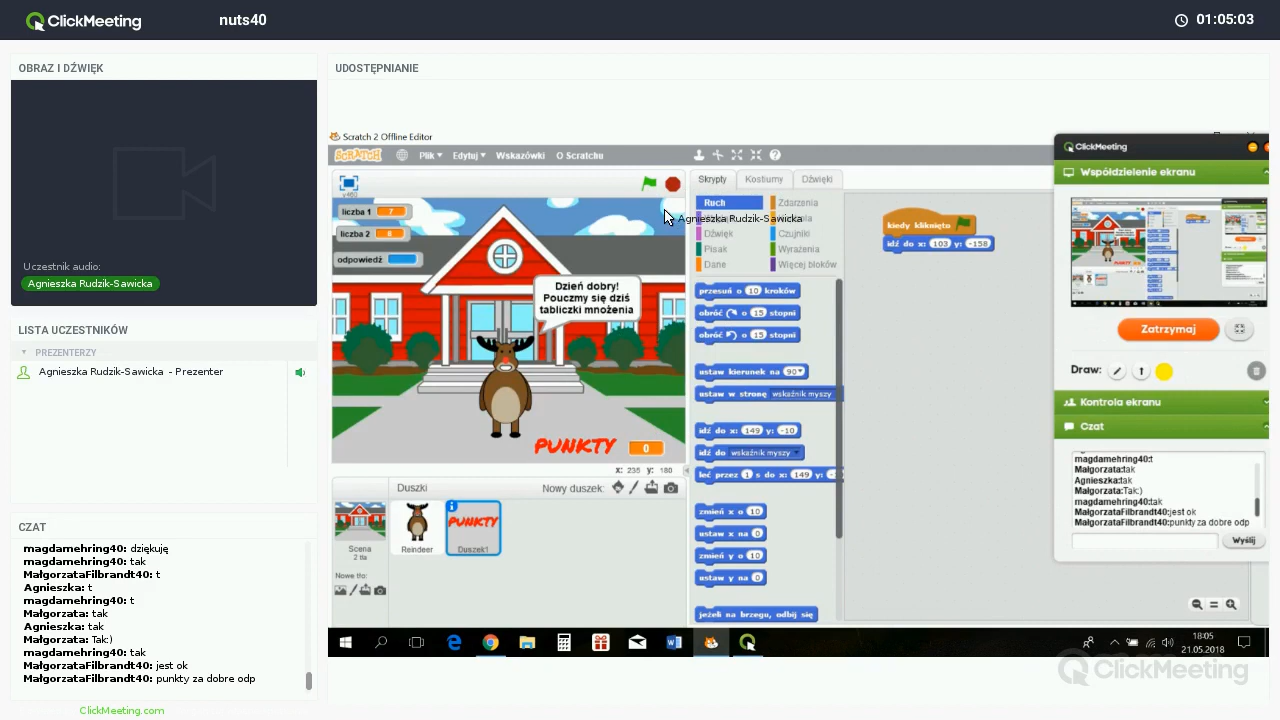 ClickMeeting
nuts40
01:05:03
OBRAZ I DŹWIĘK
UDOSTĘPNIANIE
Uczestnik audio:
Agnieszka Rudzik-Sawicka
LISTA UCZESTNIKÓW
PREZENTERZY
Agnieszka Rudzik-Sawicka - Prezenter
CZAT
magdamehring40: dziękuję
magdamehring40: tak
MałgorzataFilbrandt40: t
Agnieszka: t
magdamehring40: t
Małgorzata: tak
Agnieszka: tak
Małgorzata: Tak:)
magdamehring40: tak
MałgorzataFilbrandt40: jest ok
MałgorzataFilbrandt40: punkty za dobre odp
ClickMeeting.com
Scratch 2 Offline Editor
SCRATCH Plik Edytuj Wskazówki O Scratchu
v460
liczba 1 7
liczba 2 8
odpowiedź
Dzień dobry!
Pouczmy się dziś
tabliczki mnożenia
PUNKTY 0
x: 235 y: 180
Duszki
Nowy duszek:
Scena
2 tła
Reindeer
PUNKTY
Duszek1
Nowe tło:
Skrypty Kostiumy Dźwięki
Ruch Zdarzenia
Agnieszka Rudzik-Sawicka
Dźwięk Czujniki
Pisak Wyrażenia
Dane Więcej bloków
przesuń o 10 kroków
obróć 15 stopni
obróć 15 stopni
ustaw kierunek na 90
ustaw w stronę wskaźnik myszy
idź do x: 149 y: -10
idź do wskaźnik myszy
leć przez 1 s do x: 149 y:
zmień x o 10
ustaw x na 0
zmień y o 10
ustaw y na 0
jeżeli na brzegu, odbij się
kiedy kliknięto
idź do x: 103 y: -158
ClickMeeting
Współdzielenie ekranu
Zatrzymaj
Draw:
Kontrola ekranu
Czat
magdamehring40:t
Małgorzata:tak
Agnieszka:tak
Małgorzata:Tak:)
magdamehring40:tak
MałgorzataFilbrandt40:jest ok
MałgorzataFilbrandt40:punkty za dobre odp
Wyślij
18:05
21.05.2018
ClickMeeting